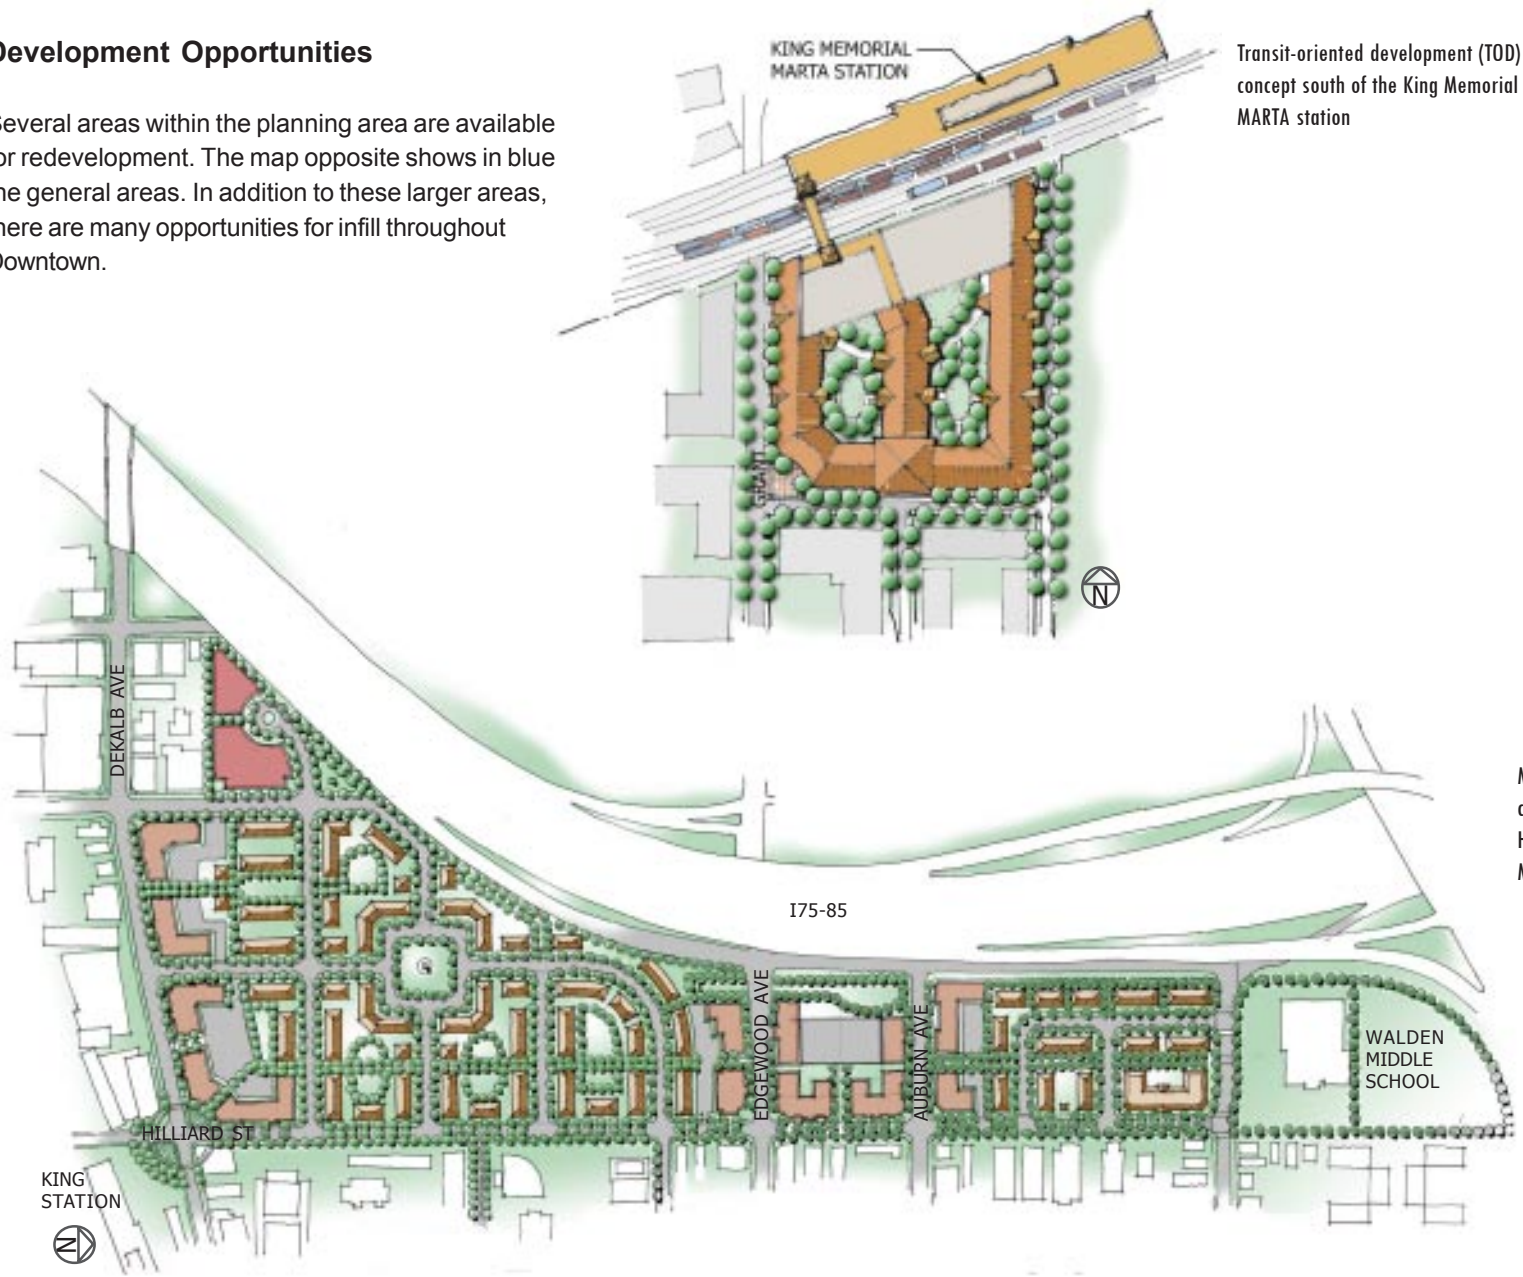 Development Opportunities
Several areas within the planning area are available
for redevelopment. The map opposite shows in blue
the general areas. In addition to these larger areas,
there are many opportunities for infill throughout
Downtown.
KING MEMORIAL
MARTA STATION
Transit-oriented development (TOD)
concept south of the King Memorial
MARTA station
GRANT
N
DEKALB AVE
I75-85
EDGEWOOD AVE
AUBURN AVE
WALDEN
MIDDLE
SCHOOL
HILLIARD ST
KING
STATION
N